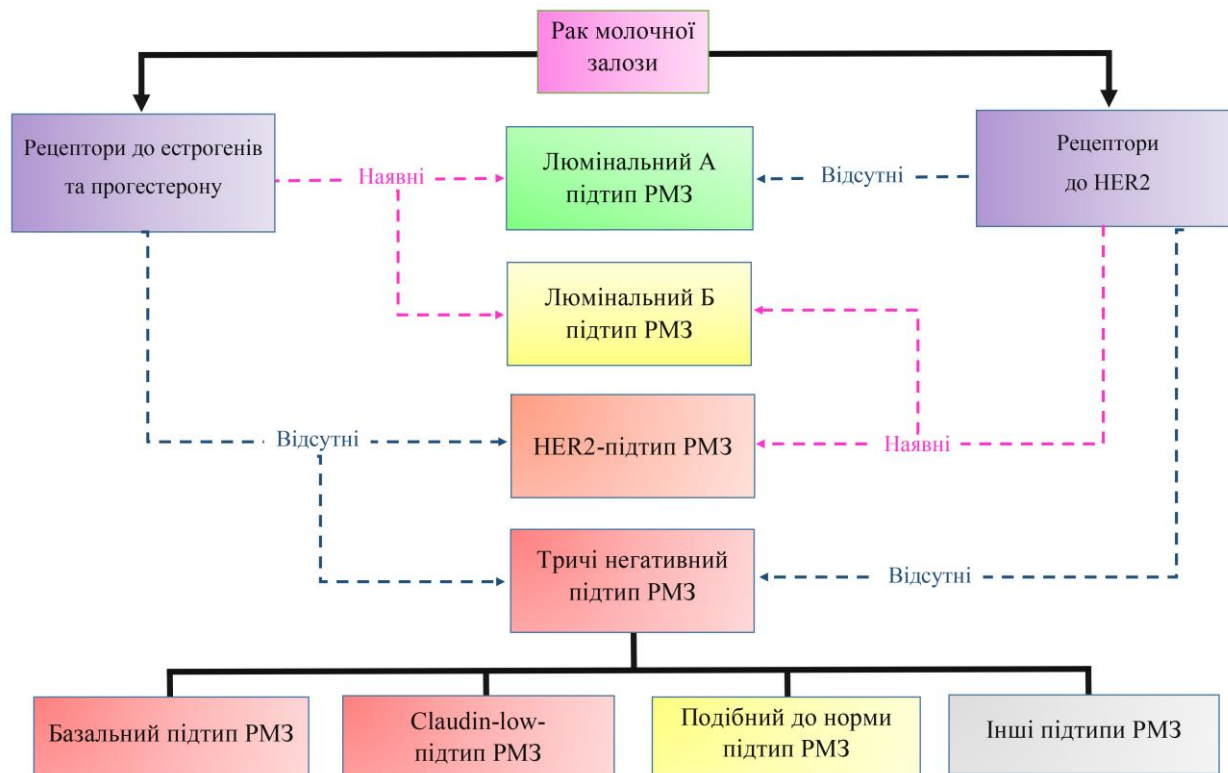 Рак молочної
залози
Рецептори до естрогенів
та прогестерону
Наявні
Люмінальний А
підтип РМЗ
Відсутні
Рецептори
до HER2
Люмінальний Б
підтип РМЗ
Відсутні
HER2-підтип РМЗ
Наявні
Тричі негативний
підтип РМЗ
Відсутні
Базальний підтип РМЗ
Claudin-low-
підтип РМЗ
Подібний до норми
підтип РМЗ
Інші підтипи РМЗ